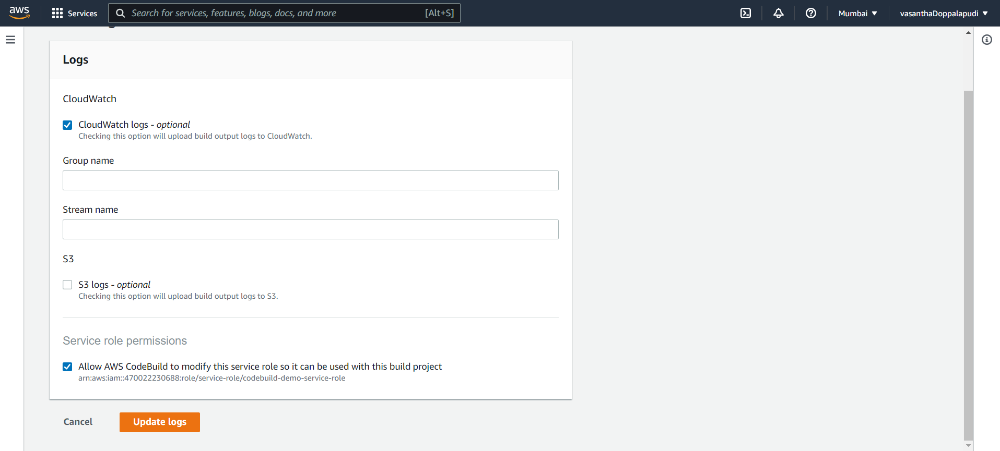 aws Services Search for services, features, blogs, docs, and more [Alt+S] Mumbai vasanthaDoppalapudi
Logs
CloudWatch
CloudWatch logs - optional
Checking this option will upload build output logs to CloudWatch.
Group name
Stream name
S3
S3 logs - optional
Checking this option will upload build output logs to S3.
Service role permissions
Allow AWS CodeBuild to modify this service role so it can be used with this build project
arn:aws:iam::470022230688:role/service-role/codebuild-demo-service-role
Cancel Update logs